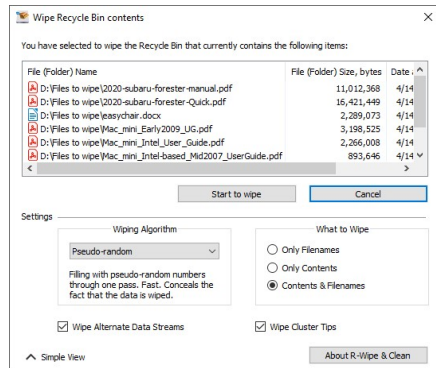 Wipe Recycle Bin contents
You have selected to wipe the Recycle Bin that currently contains the following items:
File (Folder) Name File (Folder) Size, bytes Date
D:\Files to wipe\2020-subaru-forester-manual.pdf 11,012,368 4/14
D:\Files to wipe\2020-subaru-forester-Quick.pdf 16,421,449 4/14
D:\Files to wipe\easychair.docx 2,289,073 4/14
D:\Files to wipe\Mac_mini_Early2009_UG.pdf 3,198,525 4/14
D:\Files to wipe\Mac_mini_Intel_User_Guide.pdf 2,266,008 4/14
D:\Files to wipe\Mac_mini_Intel-based_Mid2007_UserGuide.pdf 893,646 4/14
Start to wipe Cancel
Settings
Wiping Algorithm
Pseudo-random
Filling with pseudo-random numbers
through one pass. Fast. Conceals the
fact that the data is wiped.
What to Wipe
Only Filenames
Only Contents
Contents & Filenames
Wipe Alternate Data Streams Wipe Cluster Tips
Simple View About R-Wipe & Clean